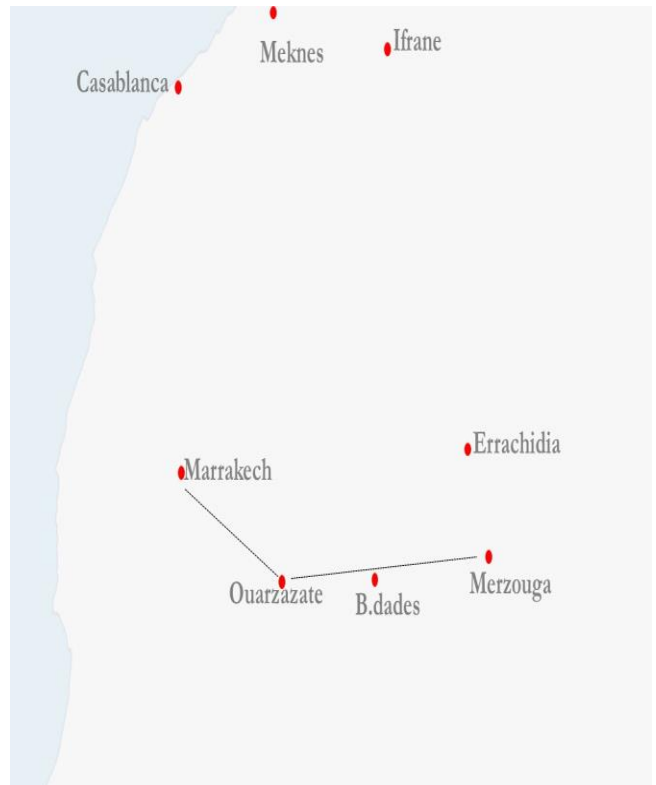 Ifrane
Meknes
Casablanca
Errachidia
Marrakech
Merzouga
Ouarzazate
B.dades